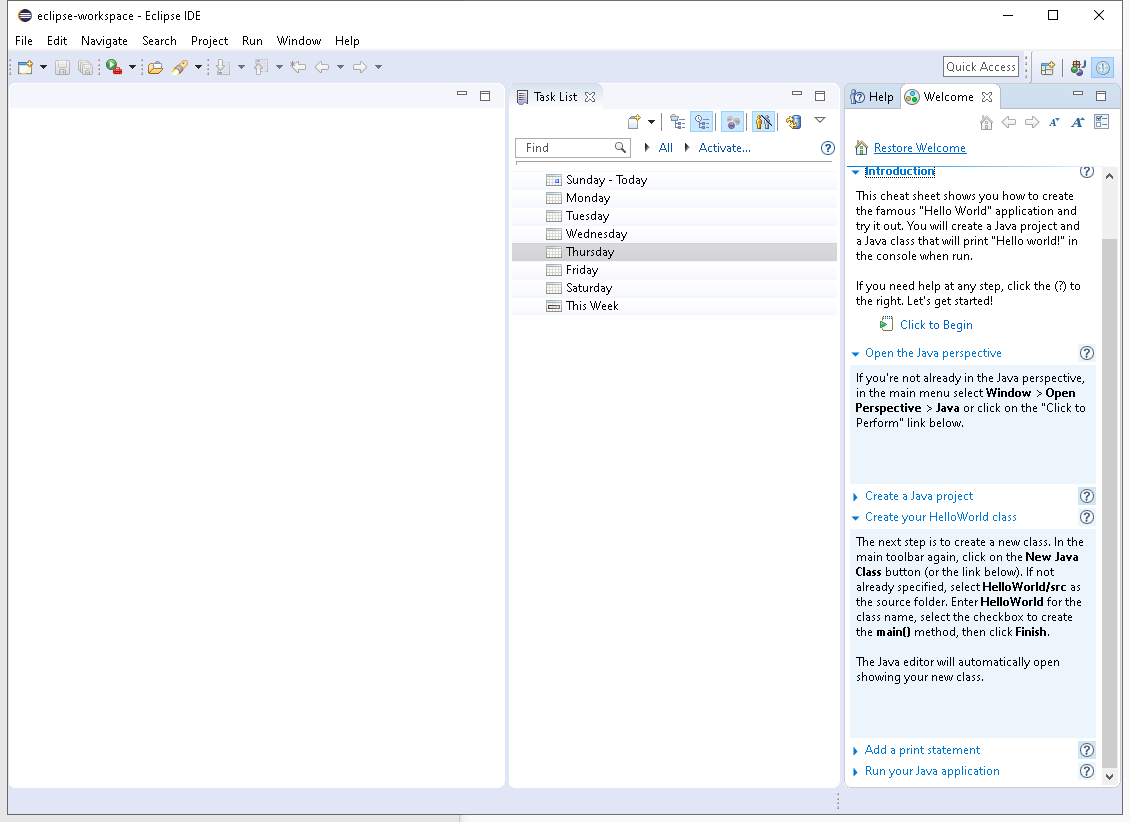 eclipse-workspace - Eclipse IDE
File Edit Navigate Search Project Run Window Help
Quick Access
Task List
Find
All
Activate...
Sunday - Today
Monday
Tuesday
Wednesday
Thursday
Friday
Saturday
This Week
Help
Welcome
Restore Welcome
Introduction
This cheat sheet shows you how to create
the famous "Hello World" application and
try it out. You will create a Java project and
a Java class that will print "Hello world!" in
the console when run.
If you need help at any step, click the (?) to
the right. Let's get started!
Click to Begin
Open the Java perspective
If you're not already in the Java perspective,
in the main menu select Window > Open
Perspective > Java or click on the "Click to
Perform" link below.
Create a Java project
Create your HelloWorld class
The next step is to create a new class. In the
main toolbar again, click on the New Java
Class button (or the link below). If not
already specified, select HelloWorld/src as
the source folder. Enter HelloWorld for the
class name, select the checkbox to create
the main() method, then click Finish.
The Java editor will automatically open
showing your new class.
Add a print statement
Run your Java application